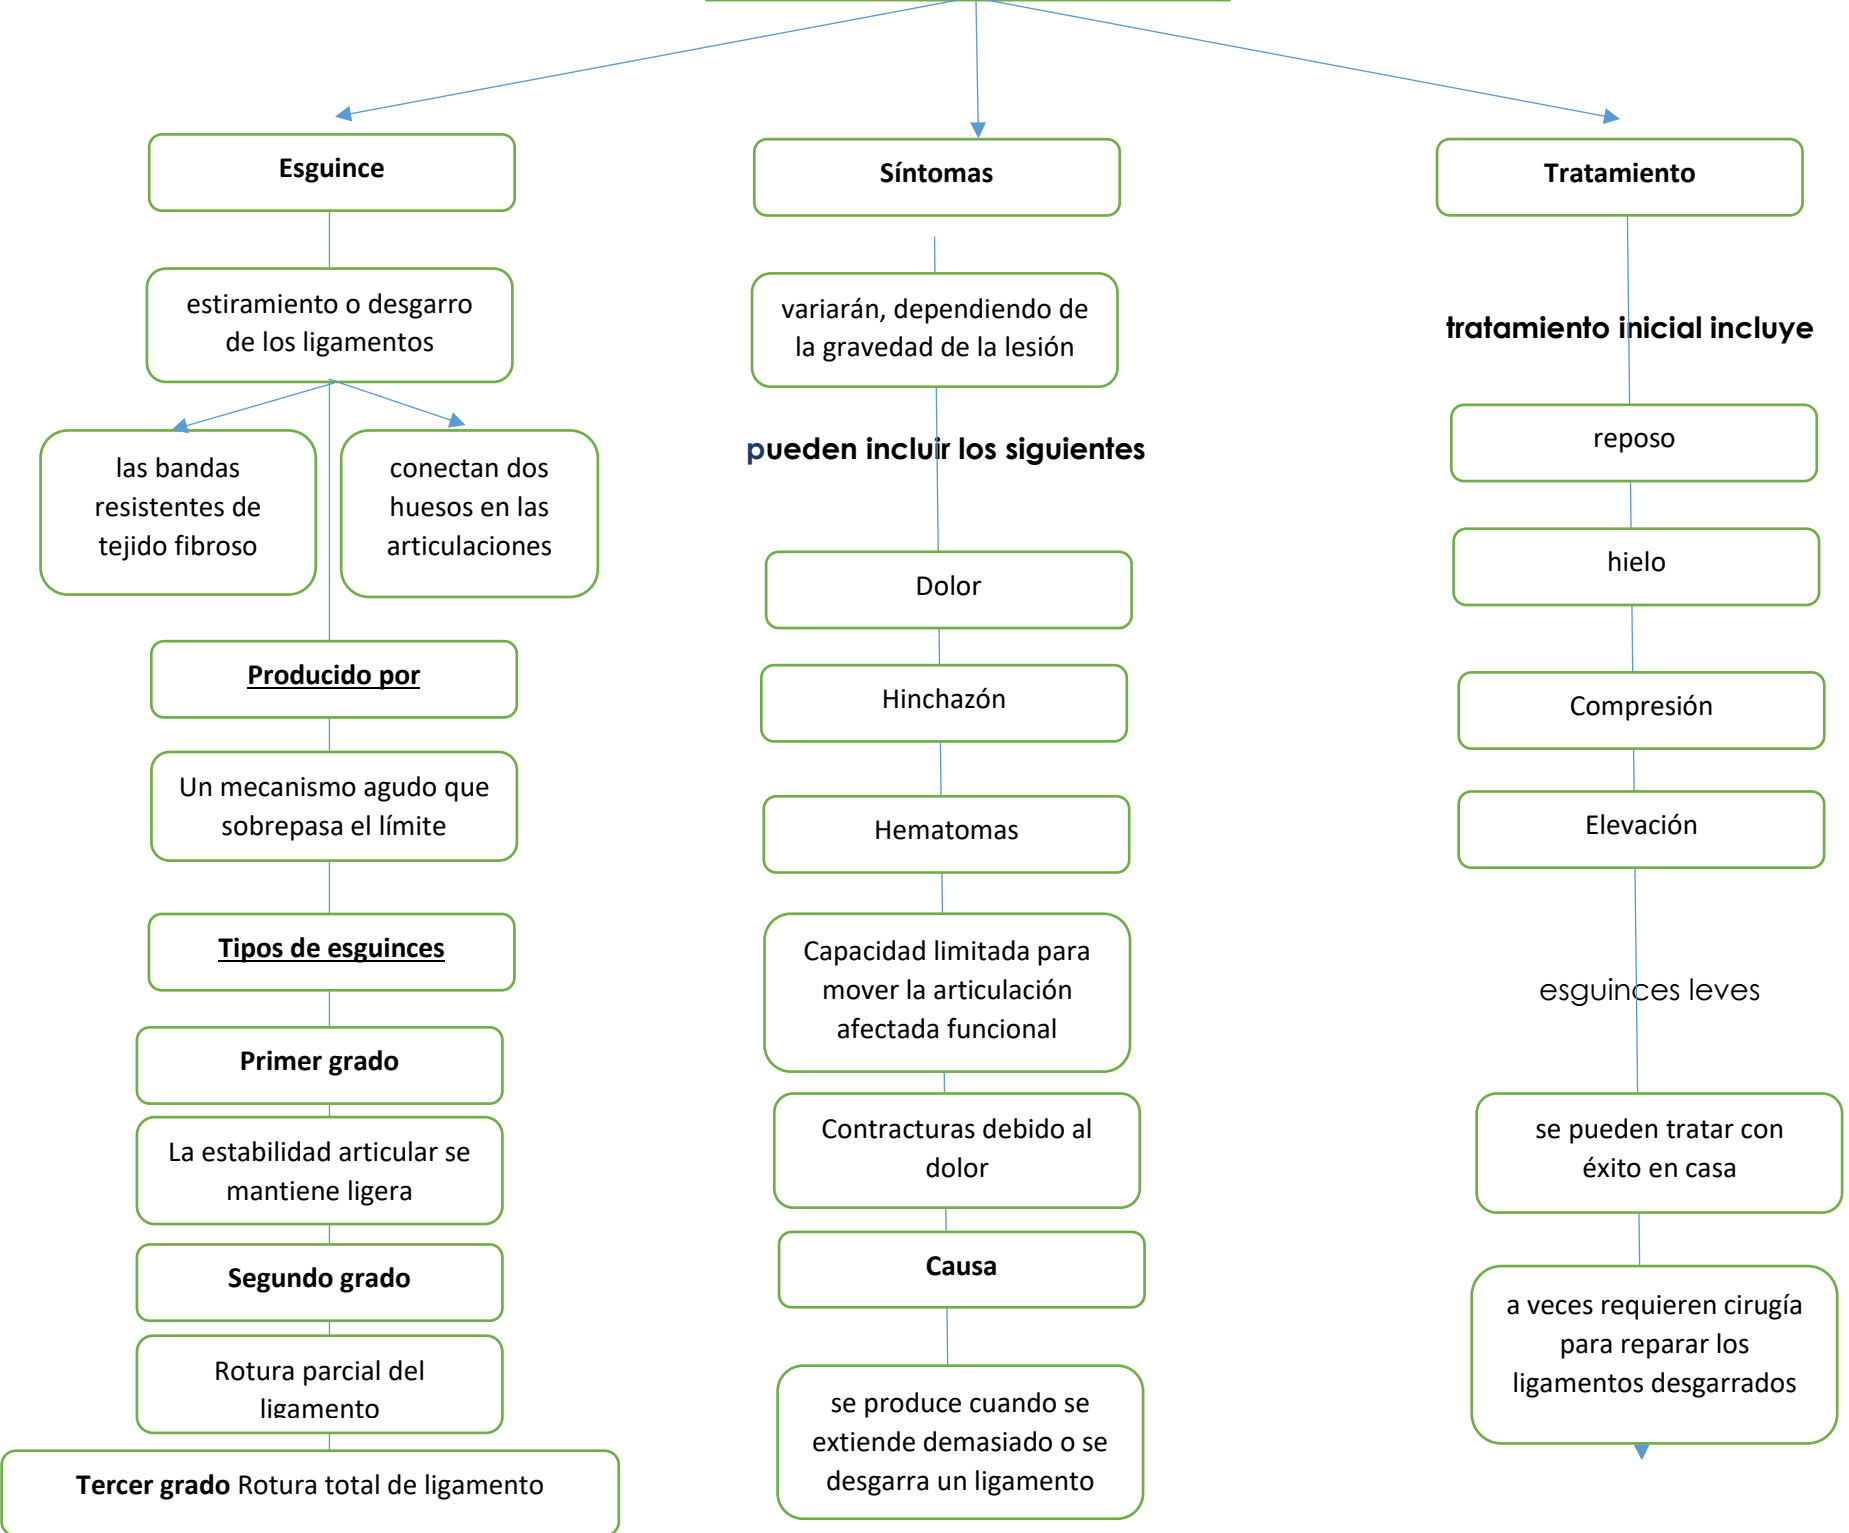 Esguince
estiramiento o desgarro
de los ligamentos
las bandas
resistentes de
tejido fibroso
conectan dos
huesos en las
articulaciones
Producido por
Un mecanismo agudo que
sobrepasa el límite
Tipos de esguinces
Primer grado
La estabilidad articular se
mantiene ligera
Segundo grado
Rotura parcial del
ligamento
Tercer grado Rotura total de ligamento
Síntomas
variarán, dependiendo de
la gravedad de la lesión
pueden incluir los siguientes
Dolor
Hinchazón
Hematomas
Capacidad limitada para
mover la articulación
afectada funcional
Contracturas debido al
dolor
Causa
se produce cuando se
extiende demasiado o se
desgarra un ligamento
Tratamiento
tratamiento inicial incluye
reposo
hielo
Compresión
Elevación
esguinces leves
se pueden tratar con
éxito en casa
a veces requieren cirugía
para reparar los
ligamentos desgarrados